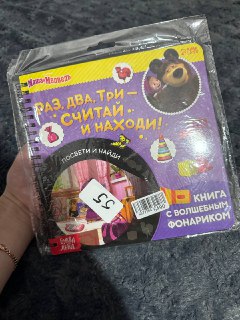 Маша и Медведь
РАЗ, ДВА, ТРИ –
СЧИТАЙ
И НАХОДИ!
ПОСВЕТИ И НАЙДИ
55
КНИГА
С ВОЛШЕБНЫМ
ФОНАРИКОМ